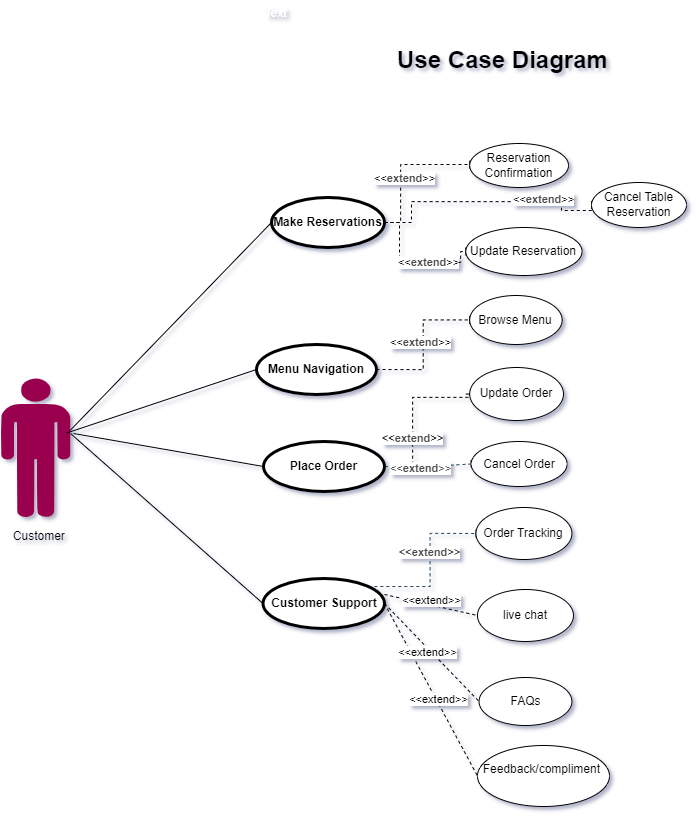 Text
Use Case Diagram
Reservation
Confirmation
<<extend>>
Cancel Table
Reservation
<<extend>>
Make Reservations
Update Reservation
<<extend>>
Browse Menu
<<extend>>
Menu Navigation
Update Order
<<extend>>
Place Order
<<extend>>
Cancel Order
Customer
Order Tracking
<<extend>>
Customer Support
<<extend>>
live chat
<<extend>>
FAQs
<<extend>>
Feedback/compliment